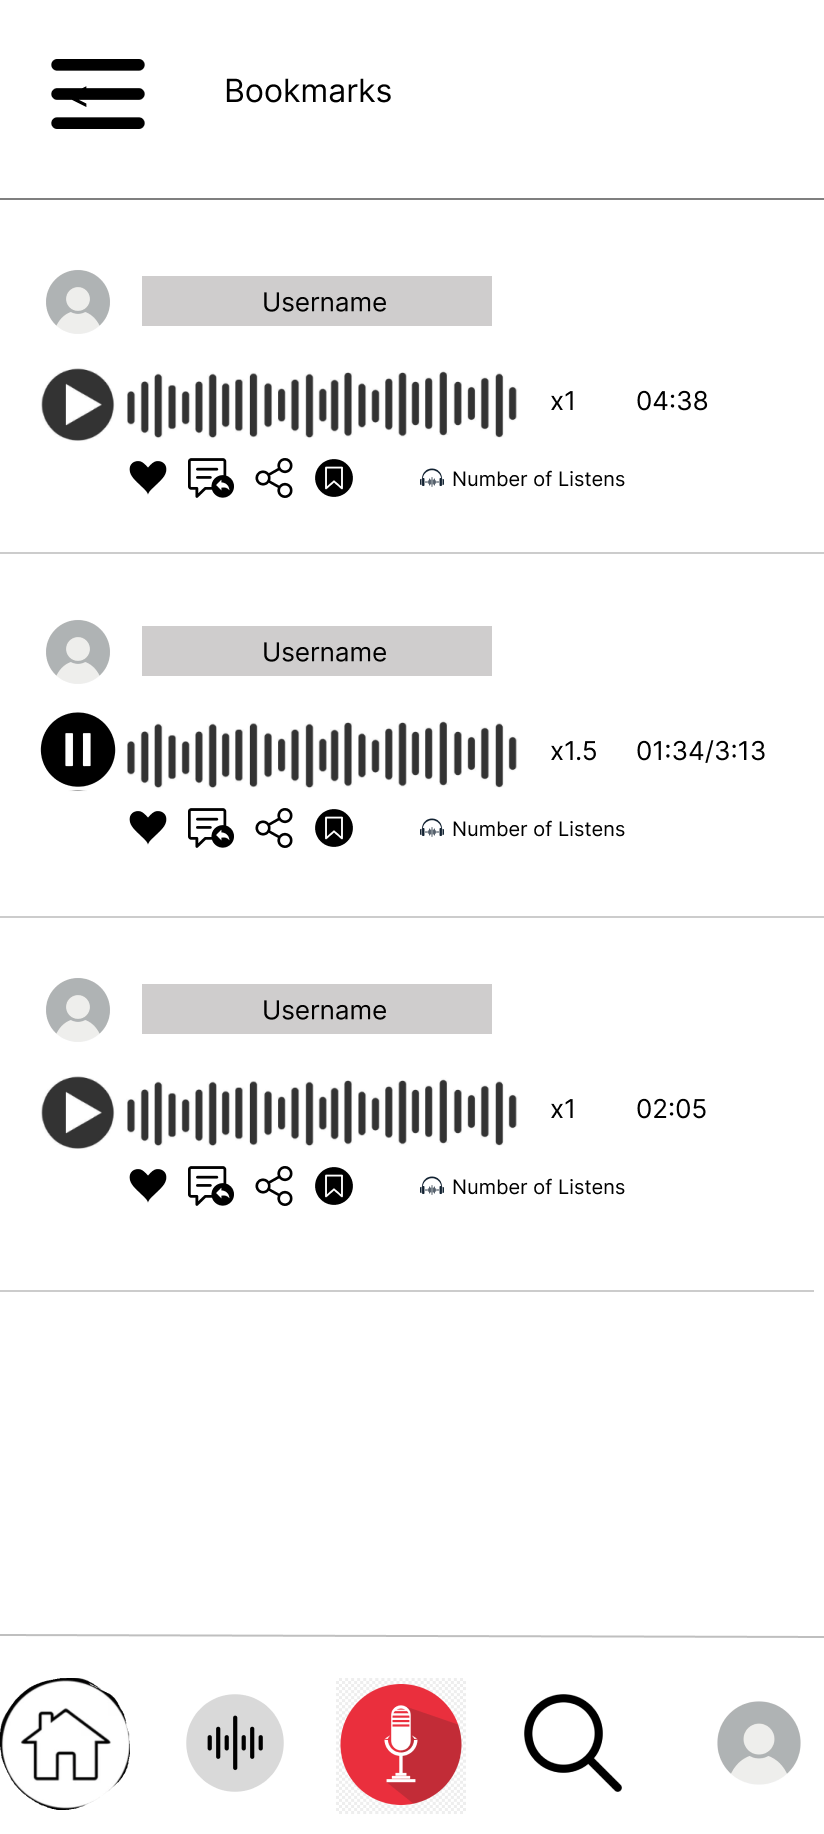 Bookmarks
Username
x1 04:38
Number of Listens
Username
x1.5 01:34/3:13
Number of Listens
Username
x1 02:05
Number of Listens